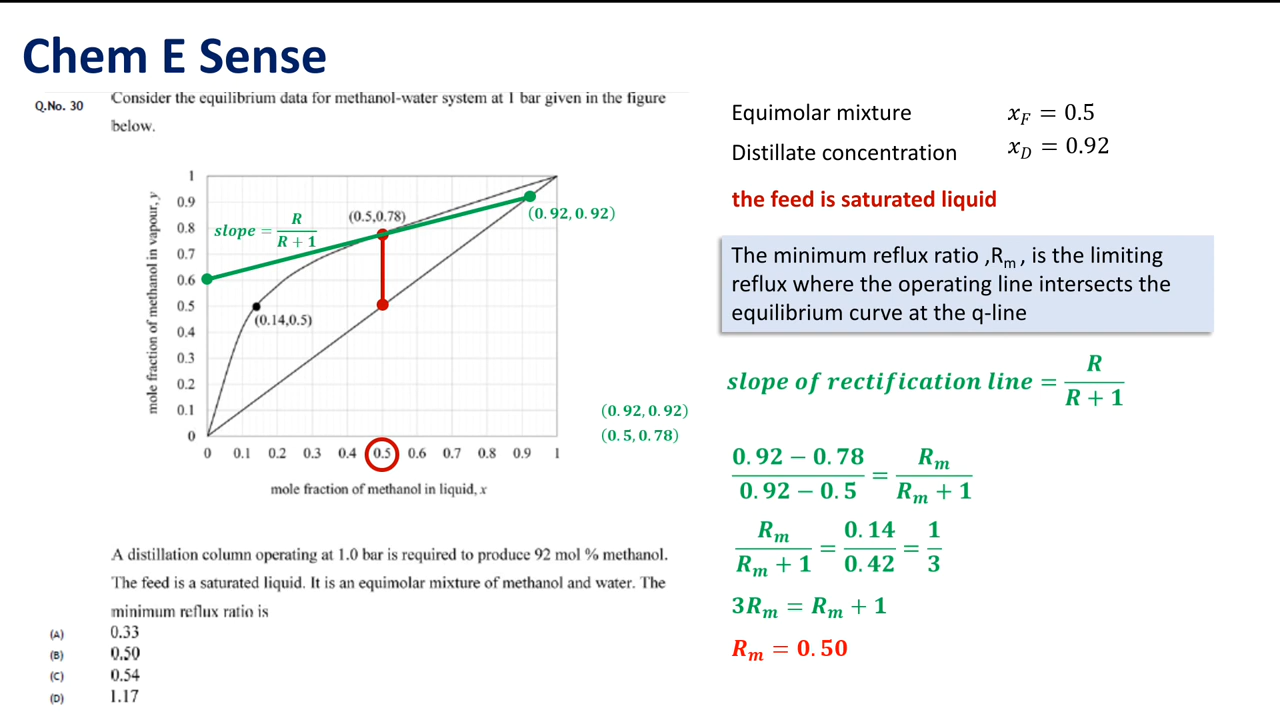 Chem E Sense
Q.No. 30
Consider the equilibrium data for methanol-water system at 1 bar given in the figure
below.
mole fraction of methanol in vapour, y
1
0.9
0.8
0.7
0.6
0.5
0.4
0.3
0.2
0.1
0
slope = R / R + 1
(0.5,0.78)
(0.92, 0.92)
(0.14,0.5)
(0.92, 0.92)
(0.5, 0.78)
0 0.1 0.2 0.3 0.4 0.5 0.6 0.7 0.8 0.9 1
mole fraction of methanol in liquid, x
A distillation column operating at 1.0 bar is required to produce 92 mol % methanol.
The feed is a saturated liquid. It is an equimolar mixture of methanol and water. The
minimum reflux ratio is
(A) 0.33
(B) 0.50
(C) 0.54
(D) 1.17
Equimolar mixture x_F = 0.5
Distillate concentration x_D = 0.92
the feed is saturated liquid
The minimum reflux ratio ,R_m , is the limiting
reflux where the operating line intersects the
equilibrium curve at the q-line
slope of rectification line = R / R + 1
0.92 − 0.78 / 0.92 − 0.5 = R_m / R_m + 1
R_m / R_m + 1 = 0.14 / 0.42 = 1 / 3
3R_m = R_m + 1
R_m = 0.50